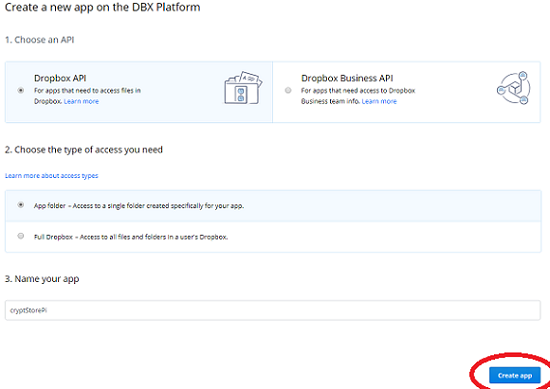 Create a new app on the DBX Platform
1. Choose an API
Dropbox API
For apps that need to access files in
Dropbox. Learn more
Dropbox Business API
For apps that need access to Dropbox
Business team info. Learn more
2. Choose the type of access you need
Learn more about access types
App folder – Access to a single folder created specifically for your app.
Full Dropbox – Access to all files and folders in a user's Dropbox.
3. Name your app
cryptStorePi
Create app